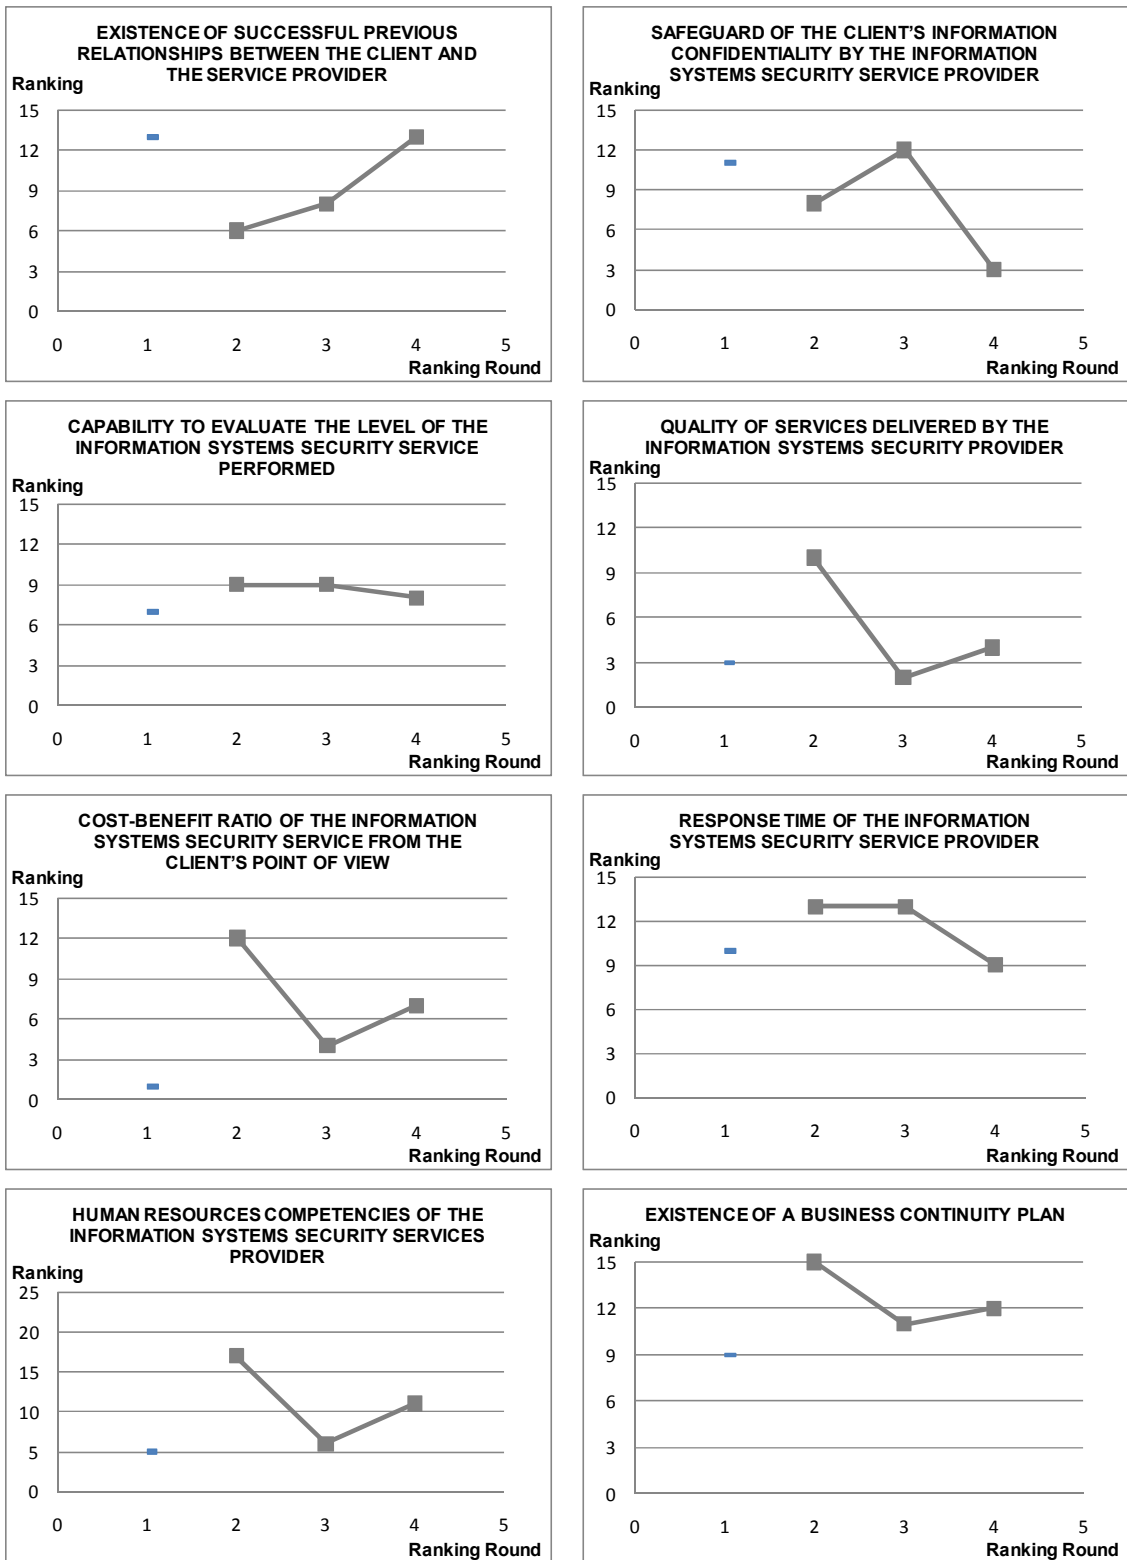 EXISTENCE OF SUCCESSFUL PREVIOUS
RELATIONSHIPS BETWEEN THE CLIENT AND
THE SERVICE PROVIDER
Ranking
15
12
9
6
3
0
0 1 2 3 4 5
Ranking Round
SAFEGUARD OF THE CLIENT'S INFORMATION
CONFIDENTIALITY BY THE INFORMATION
SYSTEMS SECURITY SERVICE PROVIDER
Ranking
15
12
9
6
3
0
0 1 2 3 4 5
Ranking Round
CAPABILITY TO EVALUATE THE LEVEL OF THE
INFORMATION SYSTEMS SECURITY SERVICE
PERFORMED
Ranking
15
12
9
6
3
0
0 1 2 3 4 5
Ranking Round
QUALITY OF SERVICES DELIVERED BY THE
INFORMATION SYSTEMS SECURITY PROVIDER
Ranking
15
12
9
6
3
0
0 1 2 3 4 5
Ranking Round
COST-BENEFIT RATIO OF THE INFORMATION
SYSTEMS SECURITY SERVICE FROM THE
CLIENT'S POINT OF VIEW
Ranking
15
12
9
6
3
0
0 1 2 3 4 5
Ranking Round
RESPONSE TIME OF THE INFORMATION
SYSTEMS SECURITY SERVICE PROVIDER
Ranking
15
12
9
6
3
0
0 1 2 3 4 5
Ranking Round
HUMAN RESOURCES COMPETENCIES OF THE
INFORMATION SYSTEMS SECURITY SERVICES
PROVIDER
Ranking
25
20
15
10
5
0
0 1 2 3 4 5
Ranking Round
EXISTENCE OF A BUSINESS CONTINUITY PLAN
Ranking
15
12
9
6
3
0
0 1 2 3 4 5
Ranking Round